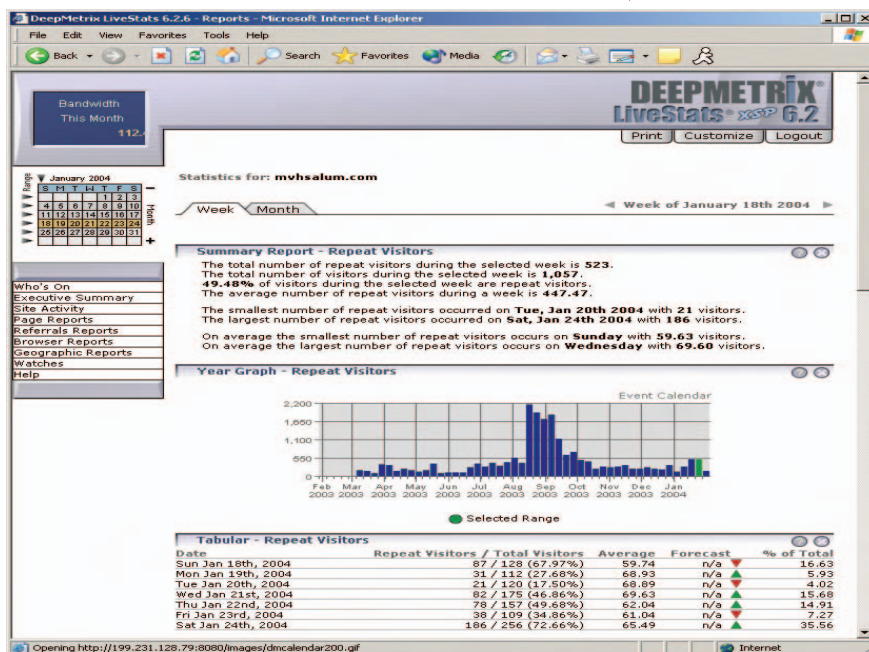 DeepMetrix LiveStats 6.2.6 - Reports - Microsoft Internet Explorer
File Edit View Favorites Tools Help
Back Search Favorites Media
Bandwidth
This Month
112.
DEEPMETRIX
LiveStats XSP 6.2
Print Customize Logout
Range
January 2004
S M T W T F S
1 2 3
4 5 6 7 8 9 10
11 12 13 14 15 16 17
18 19 20 21 22 23 24
25 26 27 28 29 30 31
Month
Statistics for: mvhsalum.com
Week Month
Week of January 18th 2004
Who's On
Executive Summary
Site Activity
Page Reports
Referrals Reports
Browser Reports
Geographic Reports
Watches
Help
Summary Report - Repeat Visitors
The total number of repeat visitors during the selected week is 523.
The total number of visitors during the selected week is 1,057.
49.48% of visitors during the selected week are repeat visitors.
The average number of repeat visitors during a week is 447.47.
The smallest number of repeat visitors occurred on Tue, Jan 20th 2004 with 21 visitors.
The largest number of repeat visitors occurred on Sat, Jan 24th 2004 with 186 visitors.
On average the smallest number of repeat visitors occurs on Sunday with 59.63 visitors.
On average the largest number of repeat visitors occurs on Wednesday with 69.60 visitors.
Year Graph - Repeat Visitors
Event Calendar
2,200
1,650
1,100
550
0
Feb Mar Apr May Jun Jul Aug Sep Oct Nov Dec Jan
2003 2003 2003 2003 2003 2003 2003 2003 2003 2003 2003 2004
Selected Range
Tabular - Repeat Visitors
Date Repeat Visitors / Total Visitors Average Forecast % of Total
Sun Jan 18th, 2004 87 / 128 (67.97%) 59.74 n/a 16.63
Mon Jan 19th, 2004 31 / 112 (27.68%) 68.93 n/a 5.93
Tue Jan 20th, 2004 21 / 120 (17.50%) 68.89 n/a 4.02
Wed Jan 21st, 2004 82 / 175 (46.86%) 69.63 n/a 15.68
Thu Jan 22nd, 2004 78 / 157 (49.68%) 62.04 n/a 14.91
Fri Jan 23rd, 2004 38 / 109 (34.86%) 61.04 n/a 7.27
Sat Jan 24th, 2004 186 / 256 (72.66%) 65.49 n/a 35.56
Opening http://199.231.128.79:8080/images/dmcalendar200.gif
Internet